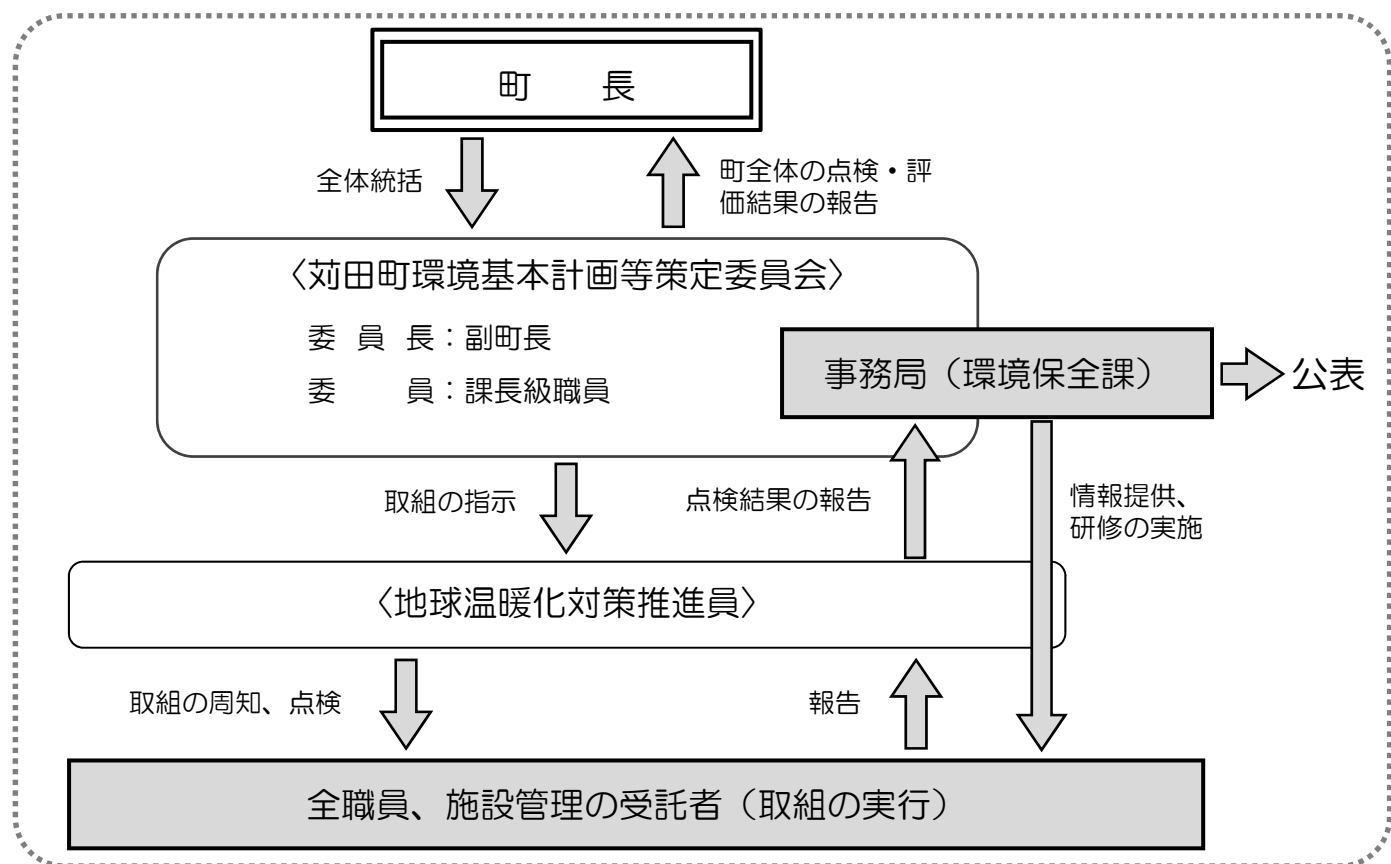 町　長
全体統括
町全体の点検・評
価結果の報告
〈苅田町環境基本計画等策定委員会〉
委員長：副町長
委　員：課長級職員
事務局（環境保全課）
公表
取組の指示
点検結果の報告
情報提供、
研修の実施
〈地球温暖化対策推進員〉
取組の周知、点検
報告
全職員、施設管理の受託者（取組の実行）